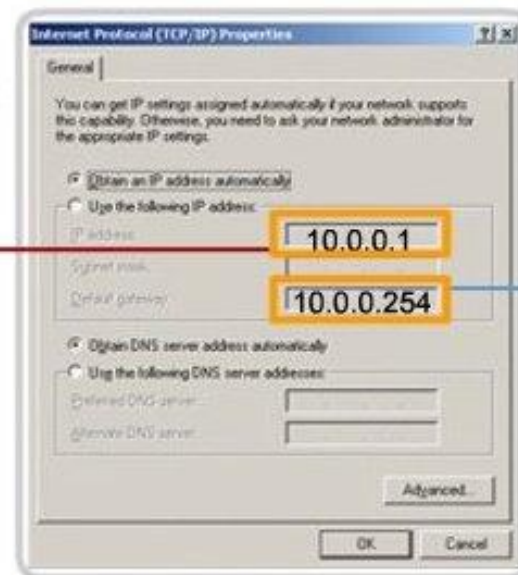 Internet Protocol (TCP/IP) Properties
General
You can get IP settings assigned automatically if your network supports
this capability. Otherwise, you need to ask your network administrator for
the appropriate IP settings.
Obtain an IP address automatically
Use the following IP address:
IP address:
10.0.0.1
Subnet mask:
Default gateway:
10.0.0.254
Obtain DNS server address automatically
Use the following DNS server addresses:
Preferred DNS server:
Alternate DNS server:
Advanced...
OK
Cancel